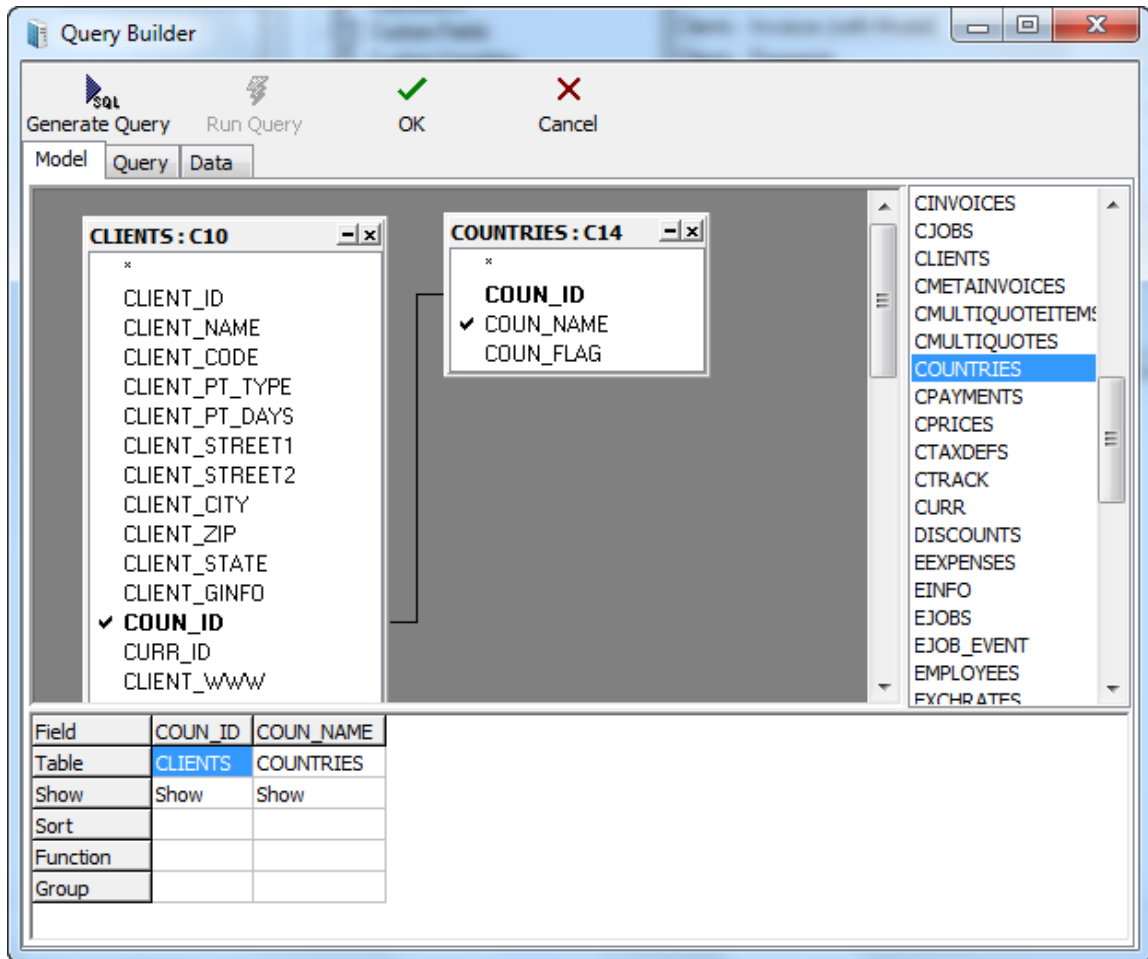 Query Builder
SQL
Generate Query Run Query OK Cancel
Model Query Data
CLIENTS : C10
*
CLIENT_ID
CLIENT_NAME
CLIENT_CODE
CLIENT_PT_TYPE
CLIENT_PT_DAYS
CLIENT_STREET1
CLIENT_STREET2
CLIENT_CITY
CLIENT_ZIP
CLIENT_STATE
CLIENT_GINFO
COUN_ID
CURR_ID
CLIENT_WWW
COUNTRIES : C14
*
COUN_ID
COUN_NAME
COUN_FLAG
CINVOICES
CJOBS
CLIENTS
CMETAINVOICES
CMULTIQUOTEITEMS
CMULTIQUOTES
COUNTRIES
CPAYMENTS
CPRICES
CTAXDEFS
CTRACK
CURR
DISCOUNTS
EEXPENSES
EINFO
EJOBS
EJOB_EVENT
EMPLOYEES
EXCHRATES
Field COUN_ID COUN_NAME
Table CLIENTS COUNTRIES
Show Show Show
Sort
Function
Group